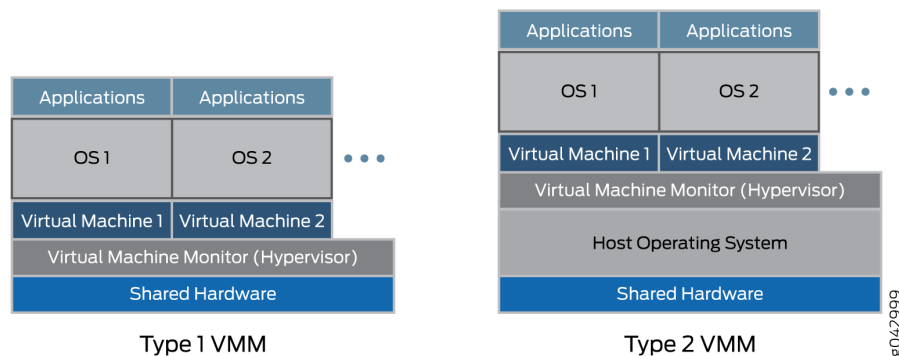 Applications Applications
OS 1 OS 2
Virtual Machine 1 Virtual Machine 2
Virtual Machine Monitor (Hypervisor)
Shared Hardware
Type 1 VMM
Applications Applications
OS 1 OS 2
Virtual Machine 1 Virtual Machine 2
Virtual Machine Monitor (Hypervisor)
Host Operating System
Shared Hardware
Type 2 VMM
g042999